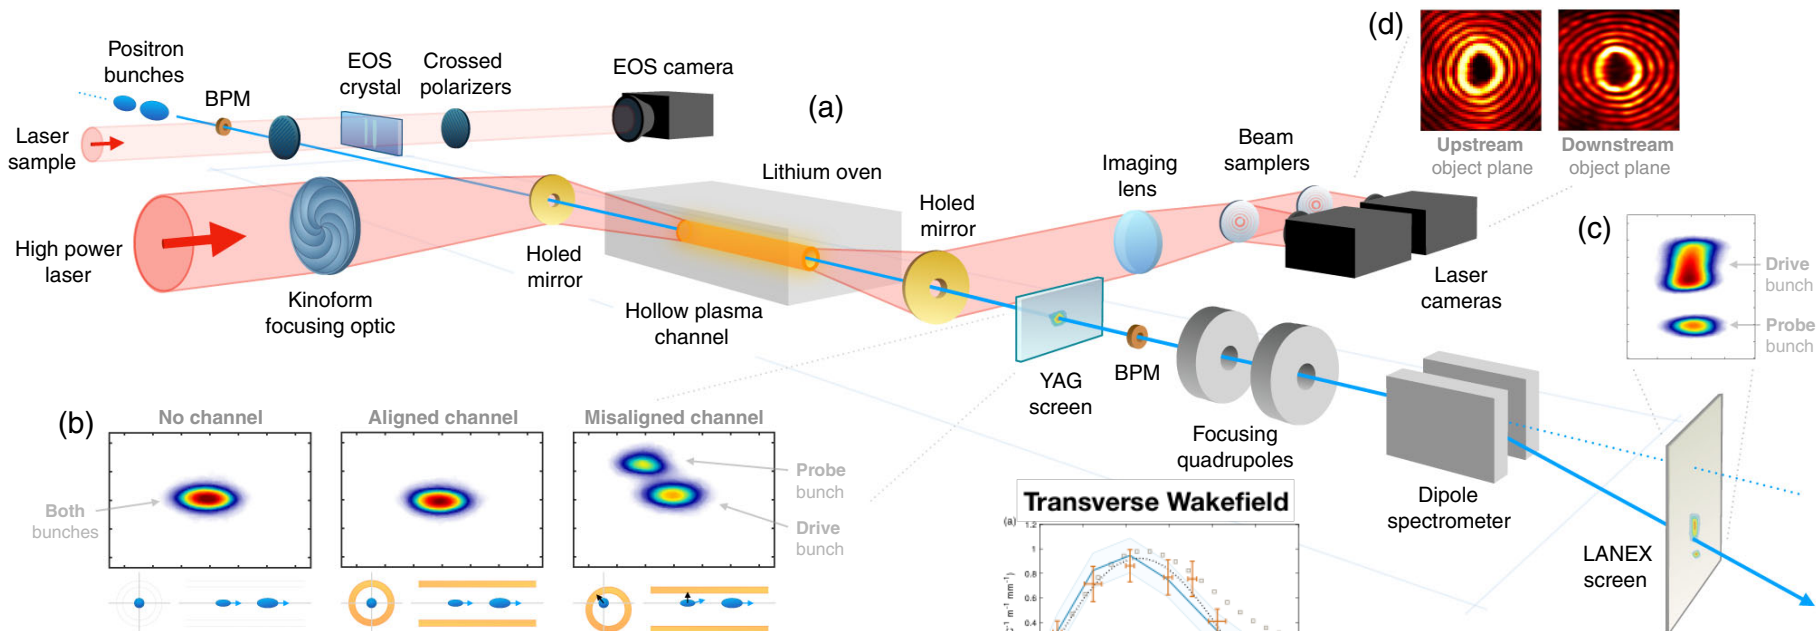 Positron
bunches
BPM
EOS
crystal
Crossed
polarizers
EOS camera
(a)
(d)
Laser
sample
Upstream
object plane
Downstream
object plane
Beam
samplers
Imaging
lens
Lithium oven
Holed
mirror
High power
laser
Kinoform
focusing optic
Holed
mirror
Hollow plasma
channel
Laser
cameras
(c)
Drive
bunch
Probe
bunch
YAG
screen
BPM
Focusing
quadrupoles
Dipole
spectrometer
LANEX
screen
(b)
No channel
Aligned channel
Misaligned channel
Both
bunches
Probe
bunch
Drive
bunch
Transverse Wakefield
(a)
1.2
1
0.8
0.6
0.4
m⁻¹ mm⁻¹)